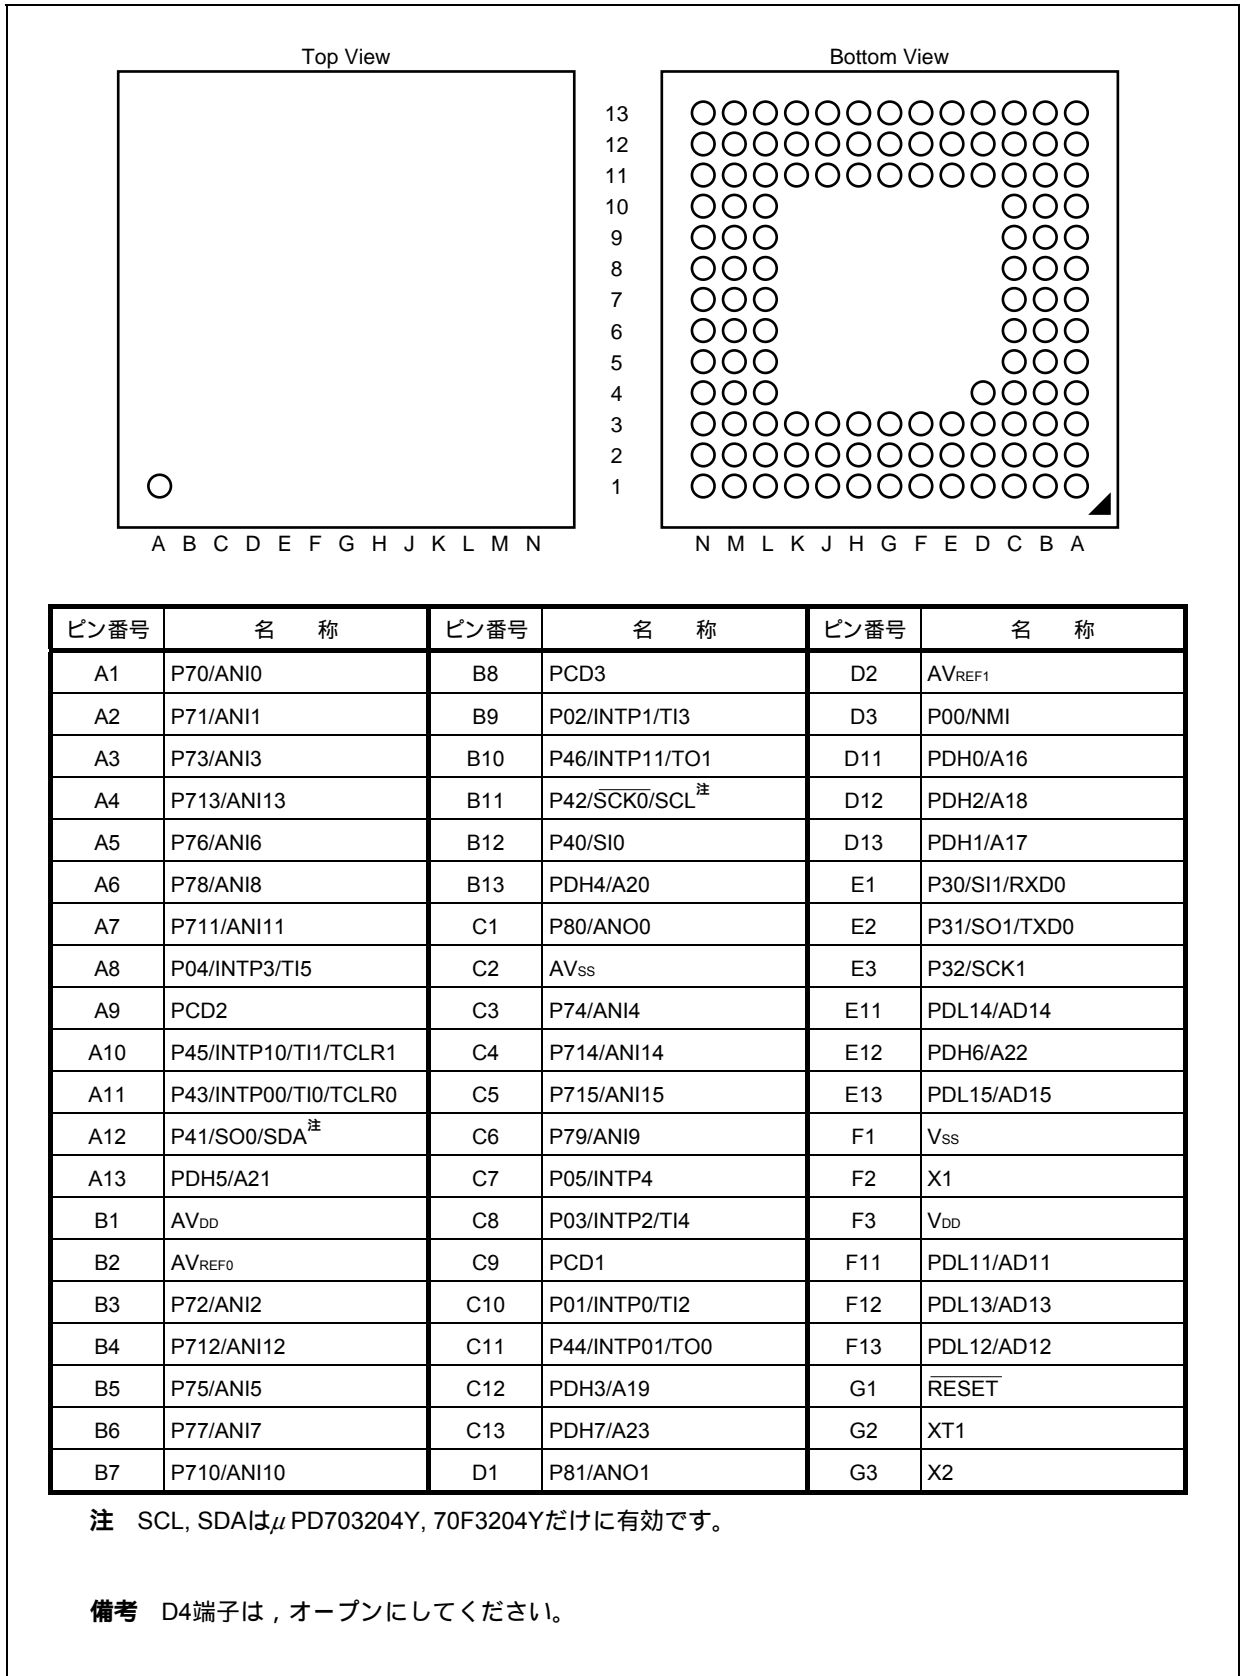 Top View
Bottom View
13
12
11
10
9
8
7
6
5
4
3
2
1
A B C D E F G H J K L M N
N M L K J H G F E D C B A
ピン番号 名　称 ピン番号 名　称 ピン番号 名　称
A1 P70/ANI0 B8 PCD3 D2 AVREF1
A2 P71/ANI1 B9 P02/INTP1/TI3 D3 P00/NMI
A3 P73/ANI3 B10 P46/INTP11/TO1 D11 PDH0/A16
A4 P713/ANI13 B11 P42/SCK0/SCL注 D12 PDH2/A18
A5 P76/ANI6 B12 P40/SI0 D13 PDH1/A17
A6 P78/ANI8 B13 PDH4/A20 E1 P30/SI1/RXD0
A7 P711/ANI11 C1 P80/ANO0 E2 P31/SO1/TXD0
A8 P04/INTP3/TI5 C2 AVSS E3 P32/SCK1
A9 PCD2 C3 P74/ANI4 E11 PDL14/AD14
A10 P45/INTP10/TI1/TCLR1 C4 P714/ANI14 E12 PDH6/A22
A11 P43/INTP00/TI0/TCLR0 C5 P715/ANI15 E13 PDL15/AD15
A12 P41/SO0/SDA注 C6 P79/ANI9 F1 VSS
A13 PDH5/A21 C7 P05/INTP4 F2 X1
B1 AVDD C8 P03/INTP2/TI4 F3 VDD
B2 AVREF0 C9 PCD1 F11 PDL11/AD11
B3 P72/ANI2 C10 P01/INTP0/TI2 F12 PDL13/AD13
B4 P712/ANI12 C11 P44/INTP01/TO0 F13 PDL12/AD12
B5 P75/ANI5 C12 PDH3/A19 G1 RESET
B6 P77/ANI7 C13 PDH7/A23 G2 XT1
B7 P710/ANI10 D1 P81/ANO1 G3 X2
注　SCL, SDAはμ PD703204Y, 70F3204Yだけに有効です。
備考　D4端子は，オープンにしてください。